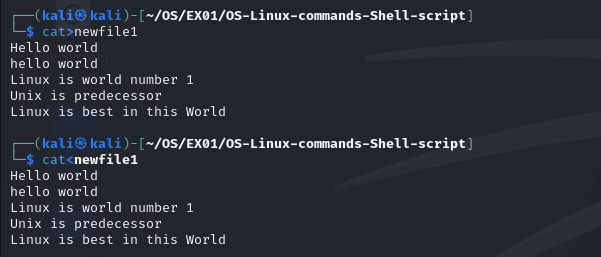 ┌──(kali㉿kali)-[~/OS/EX01/OS-Linux-commands-Shell-script]
└─$ cat>newfile1
Hello world
hello world
Linux is world number 1
Unix is predecessor
Linux is best in this World
┌──(kali㉿kali)-[~/OS/EX01/OS-Linux-commands-Shell-script]
└─$ cat<newfile1
Hello world
hello world
Linux is world number 1
Unix is predecessor
Linux is best in this World